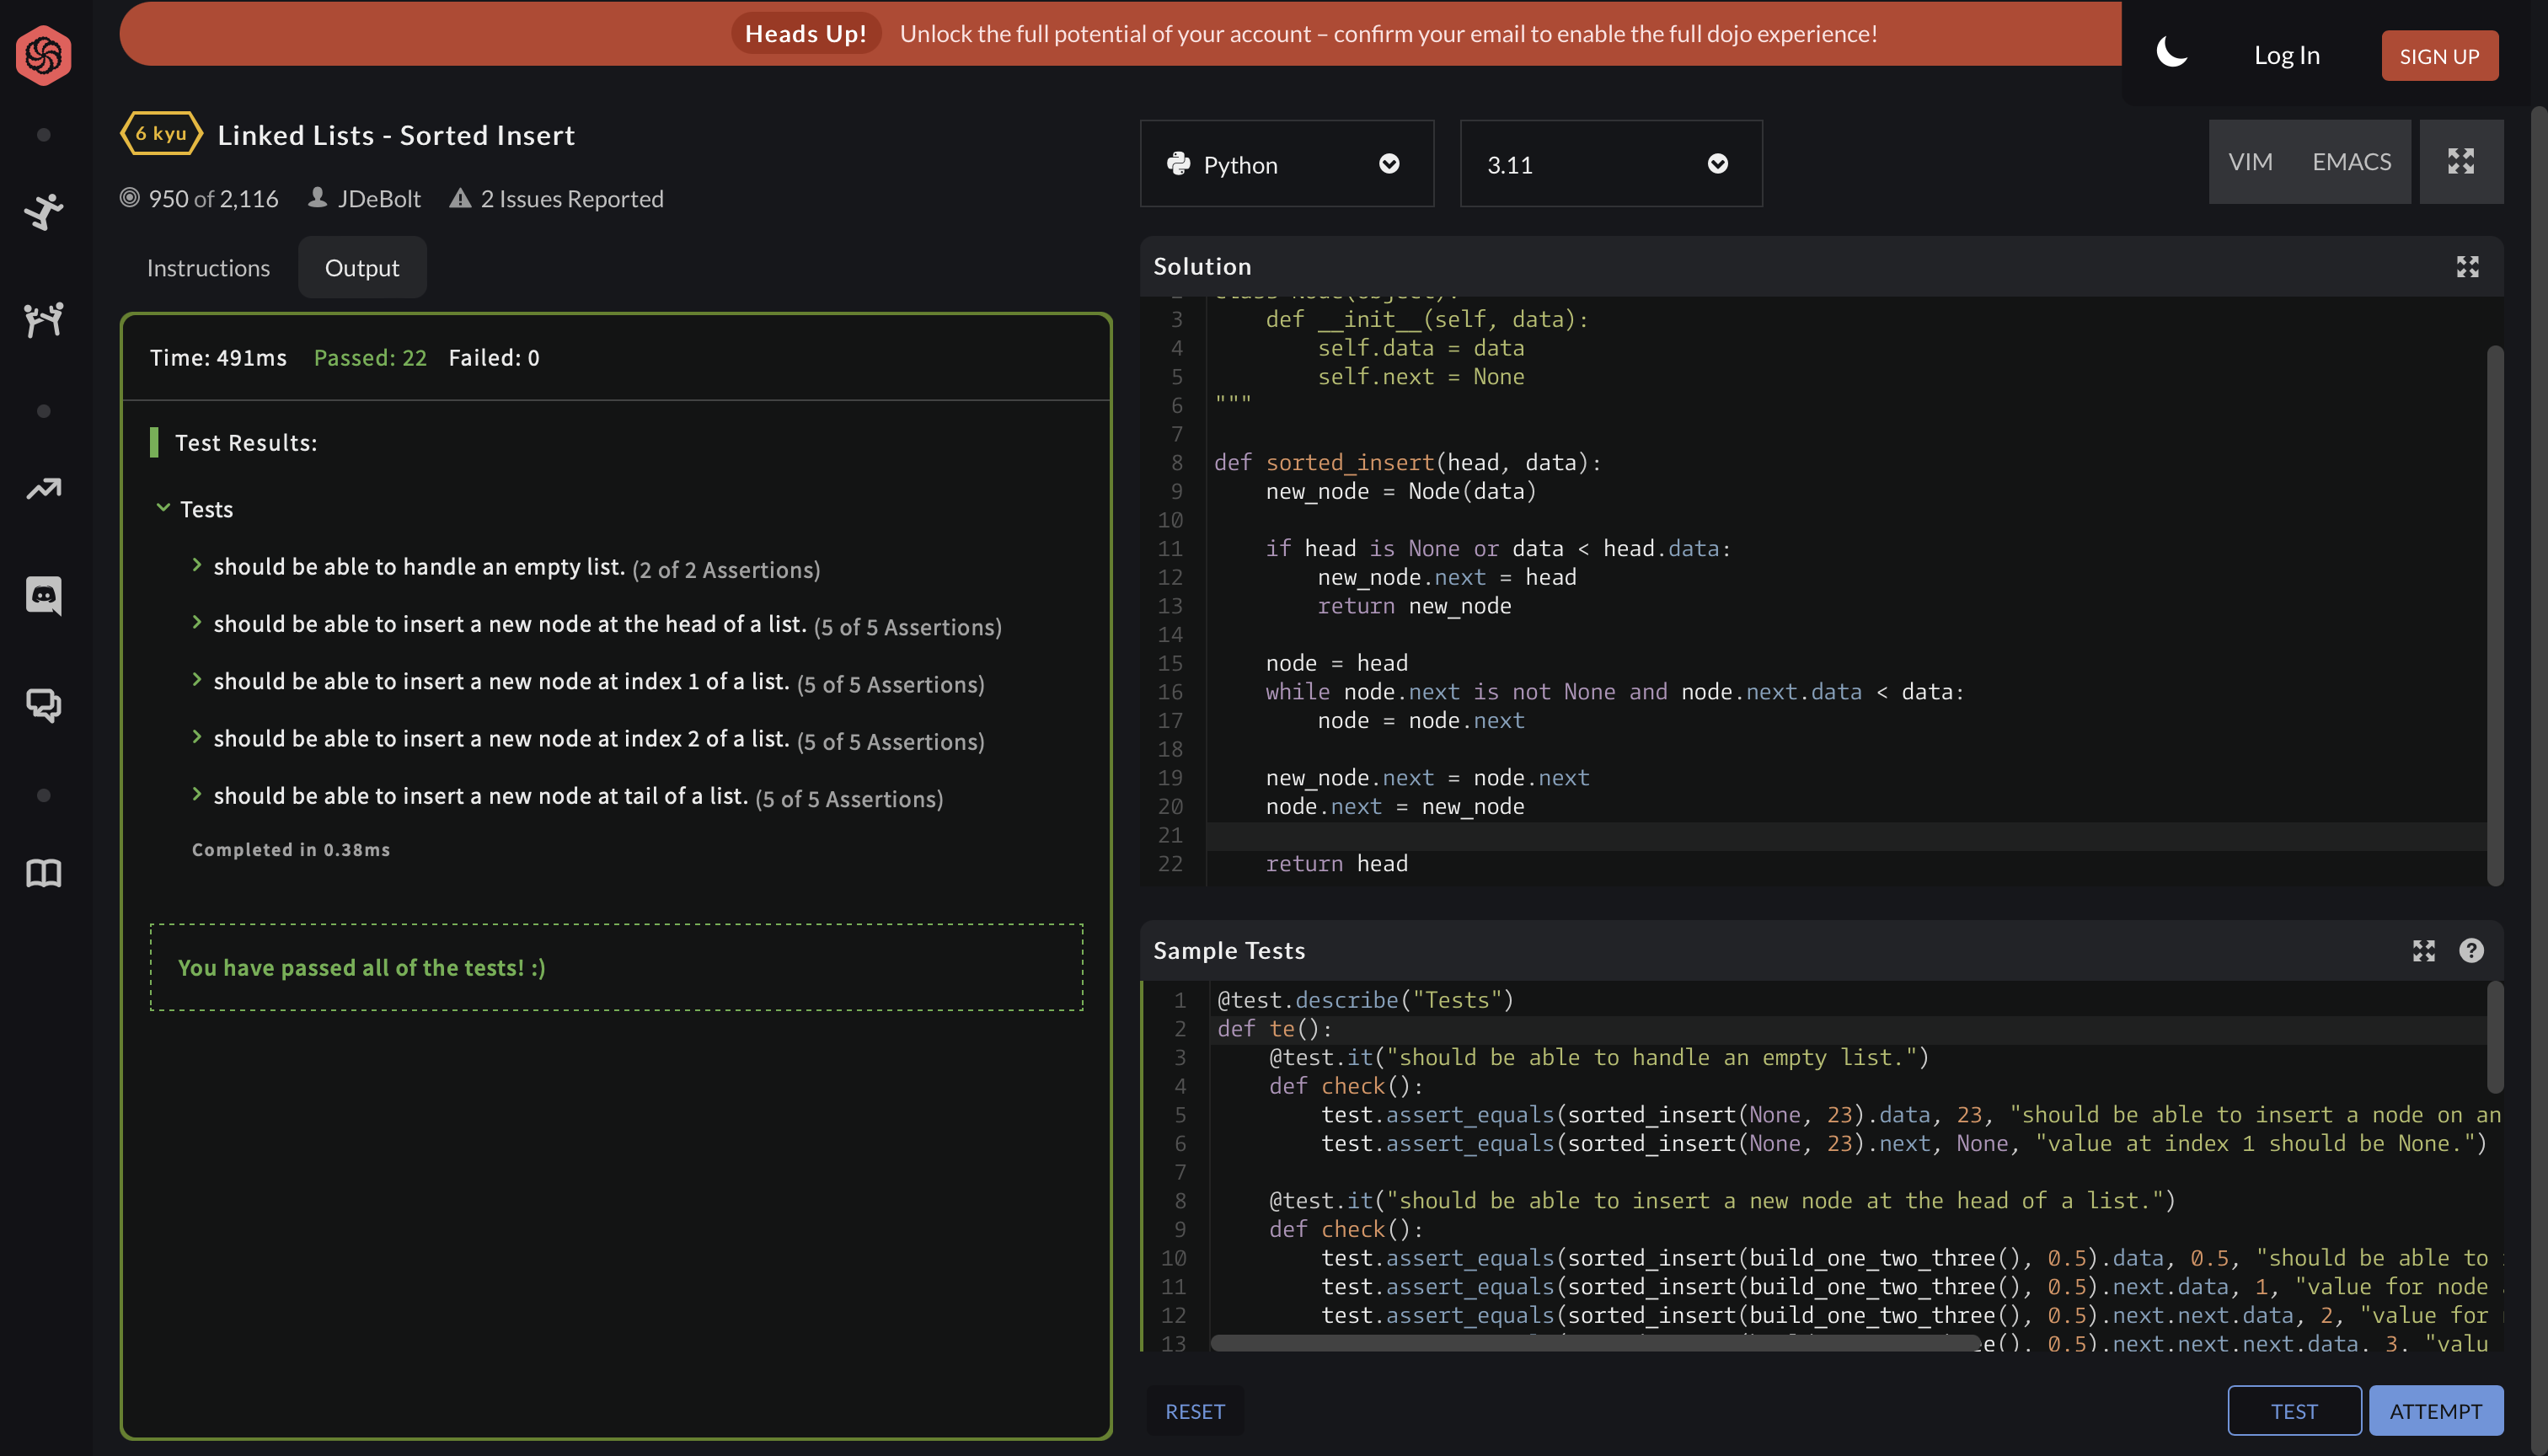 Heads Up! Unlock the full potential of your account – confirm your email to enable the full dojo experience!
Log In
SIGN UP
6 kyu
Linked Lists - Sorted Insert
950 of 2,116
JDeBolt
2 Issues Reported
Instructions
Output
Time: 491ms Passed: 22 Failed: 0
Test Results:
Tests
should be able to handle an empty list. (2 of 2 Assertions)
should be able to insert a new node at the head of a list. (5 of 5 Assertions)
should be able to insert a new node at index 1 of a list. (5 of 5 Assertions)
should be able to insert a new node at index 2 of a list. (5 of 5 Assertions)
should be able to insert a new node at tail of a list. (5 of 5 Assertions)
Completed in 0.38ms
You have passed all of the tests! :)
Python
3.11
VIM
EMACS
Solution
3     def __init__(self, data):
4         self.data = data
5         self.next = None
6 """
7
8 def sorted_insert(head, data):
9     new_node = Node(data)
10
11     if head is None or data < head.data:
12         new_node.next = head
13         return new_node
14
15     node = head
16     while node.next is not None and node.next.data < data:
17         node = node.next
18
19     new_node.next = node.next
20     node.next = new_node
21
22     return head
Sample Tests
1 @test.describe("Tests")
2 def te():
3     @test.it("should be able to handle an empty list.")
4     def check():
5         test.assert_equals(sorted_insert(None, 23).data, 23, "should be able to insert a node on an
6         test.assert_equals(sorted_insert(None, 23).next, None, "value at index 1 should be None.")
7
8     @test.it("should be able to insert a new node at the head of a list.")
9     def check():
10         test.assert_equals(sorted_insert(build_one_two_three(), 0.5).data, 0.5, "should be able to
11         test.assert_equals(sorted_insert(build_one_two_three(), 0.5).next.data, 1, "value for node
12         test.assert_equals(sorted_insert(build_one_two_three(), 0.5).next.next.data, 2, "value for
13 0.5).next.next.next.data, 3, "valu
RESET
TEST
ATTEMPT